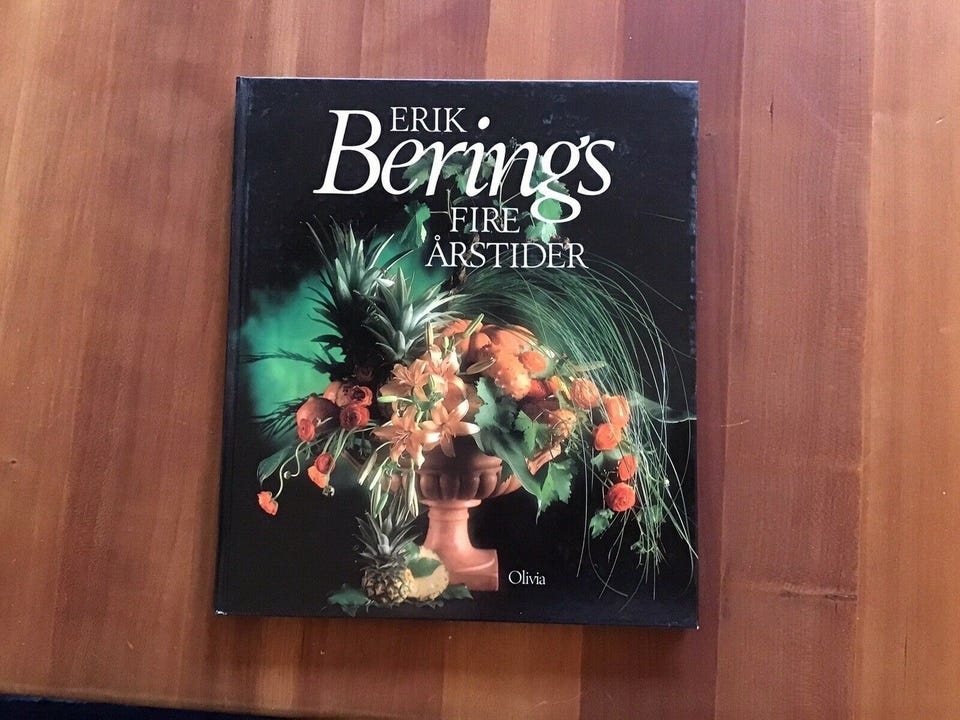 ERIK
Berings
FIRE
ÅRSTIDER
Olivia